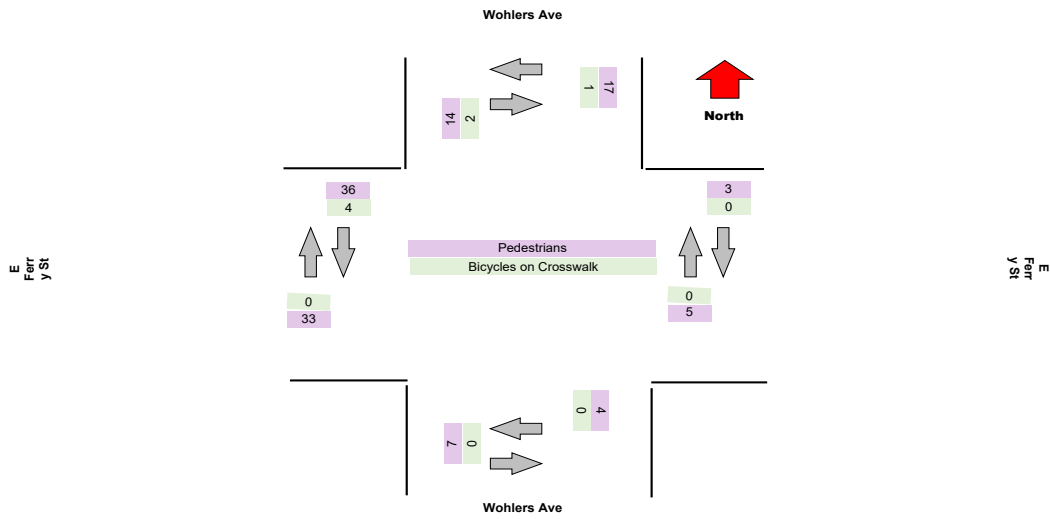 Wohlers Ave
17
1
14
2
North
36
4
3
0
Pedestrians
Bicycles on Crosswalk
E
Ferr
y St
E
Ferr
y St
0
33
0
5
4
0
7
0
Wohlers Ave